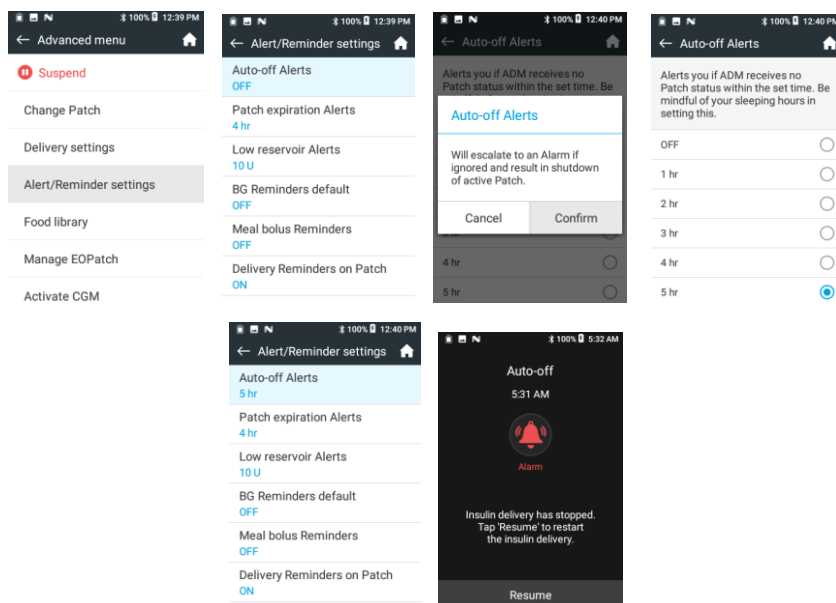 100% 12:39 PM
Advanced menu
Suspend
Change Patch
Delivery settings
Alert/Reminder settings
Food library
Manage EOPatch
Activate CGM
100% 12:39 PM
Alert/Reminder settings
Auto-off Alerts
OFF
Patch expiration Alerts
4 hr
Low reservoir Alerts
10 U
BG Reminders default
OFF
Meal bolus Reminders
OFF
Delivery Reminders on Patch
ON
100% 12:40 PM
Auto-off Alerts
Alerts you if ADM receives no
Patch status within the set time. Be
Auto-off Alerts
Will escalate to an Alarm if
ignored and result in shutdown
of active Patch.
Cancel
Confirm
4 hr
5 hr
100% 12:40 PM
Auto-off Alerts
Alerts you if ADM receives no
Patch status within the set time. Be
mindful of your sleeping hours in
setting this.
OFF
1 hr
2 hr
3 hr
4 hr
5 hr
100% 12:40 PM
Alert/Reminder settings
Auto-off Alerts
5 hr
Patch expiration Alerts
4 hr
Low reservoir Alerts
10 U
BG Reminders default
OFF
Meal bolus Reminders
OFF
Delivery Reminders on Patch
ON
100% 5:32 AM
Auto-off
5:31 AM
Alarm
Insulin delivery has stopped.
Tap 'Resume' to restart
the insulin delivery.
Resume